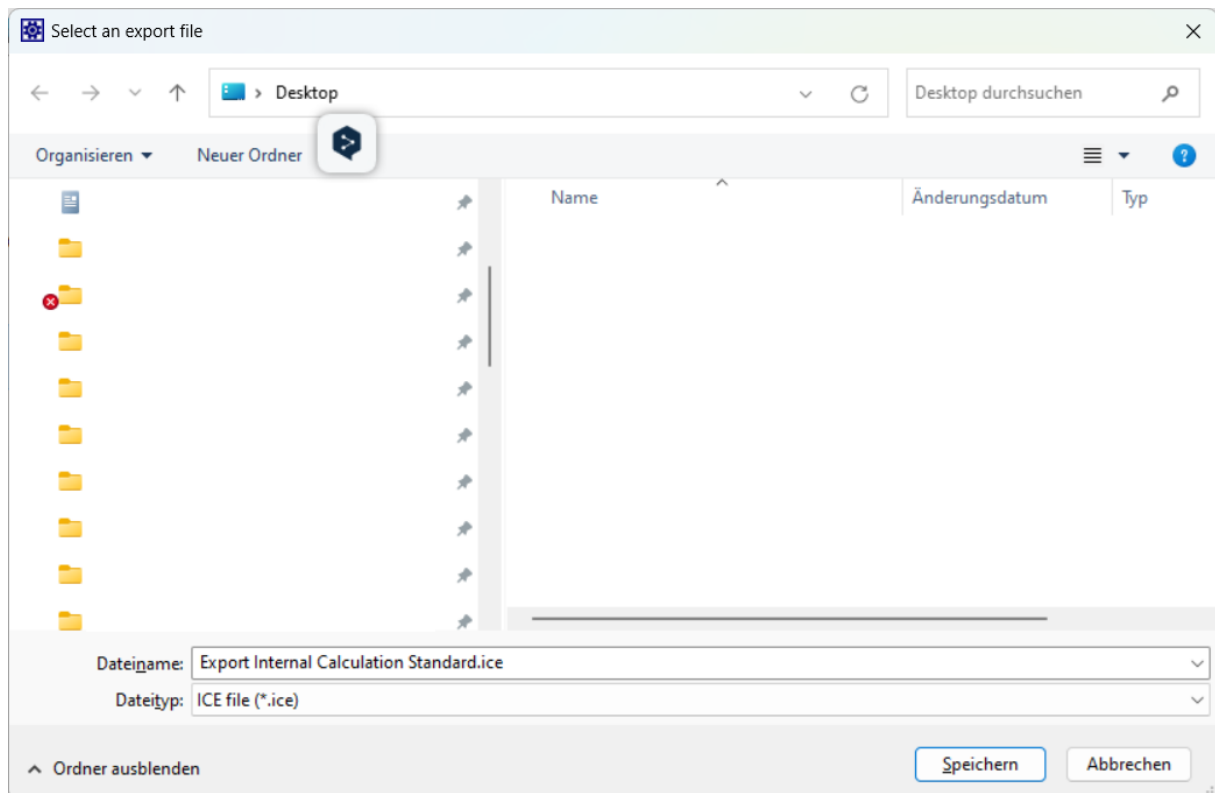 Select an export file
Desktop
Desktop durchsuchen
Organisieren
Neuer Ordner
Name
Änderungsdatum
Typ
Dateiname: Export Internal Calculation Standard.ice
Dateityp: ICE file (*.ice)
Ordner ausblenden
Speichern
Abbrechen